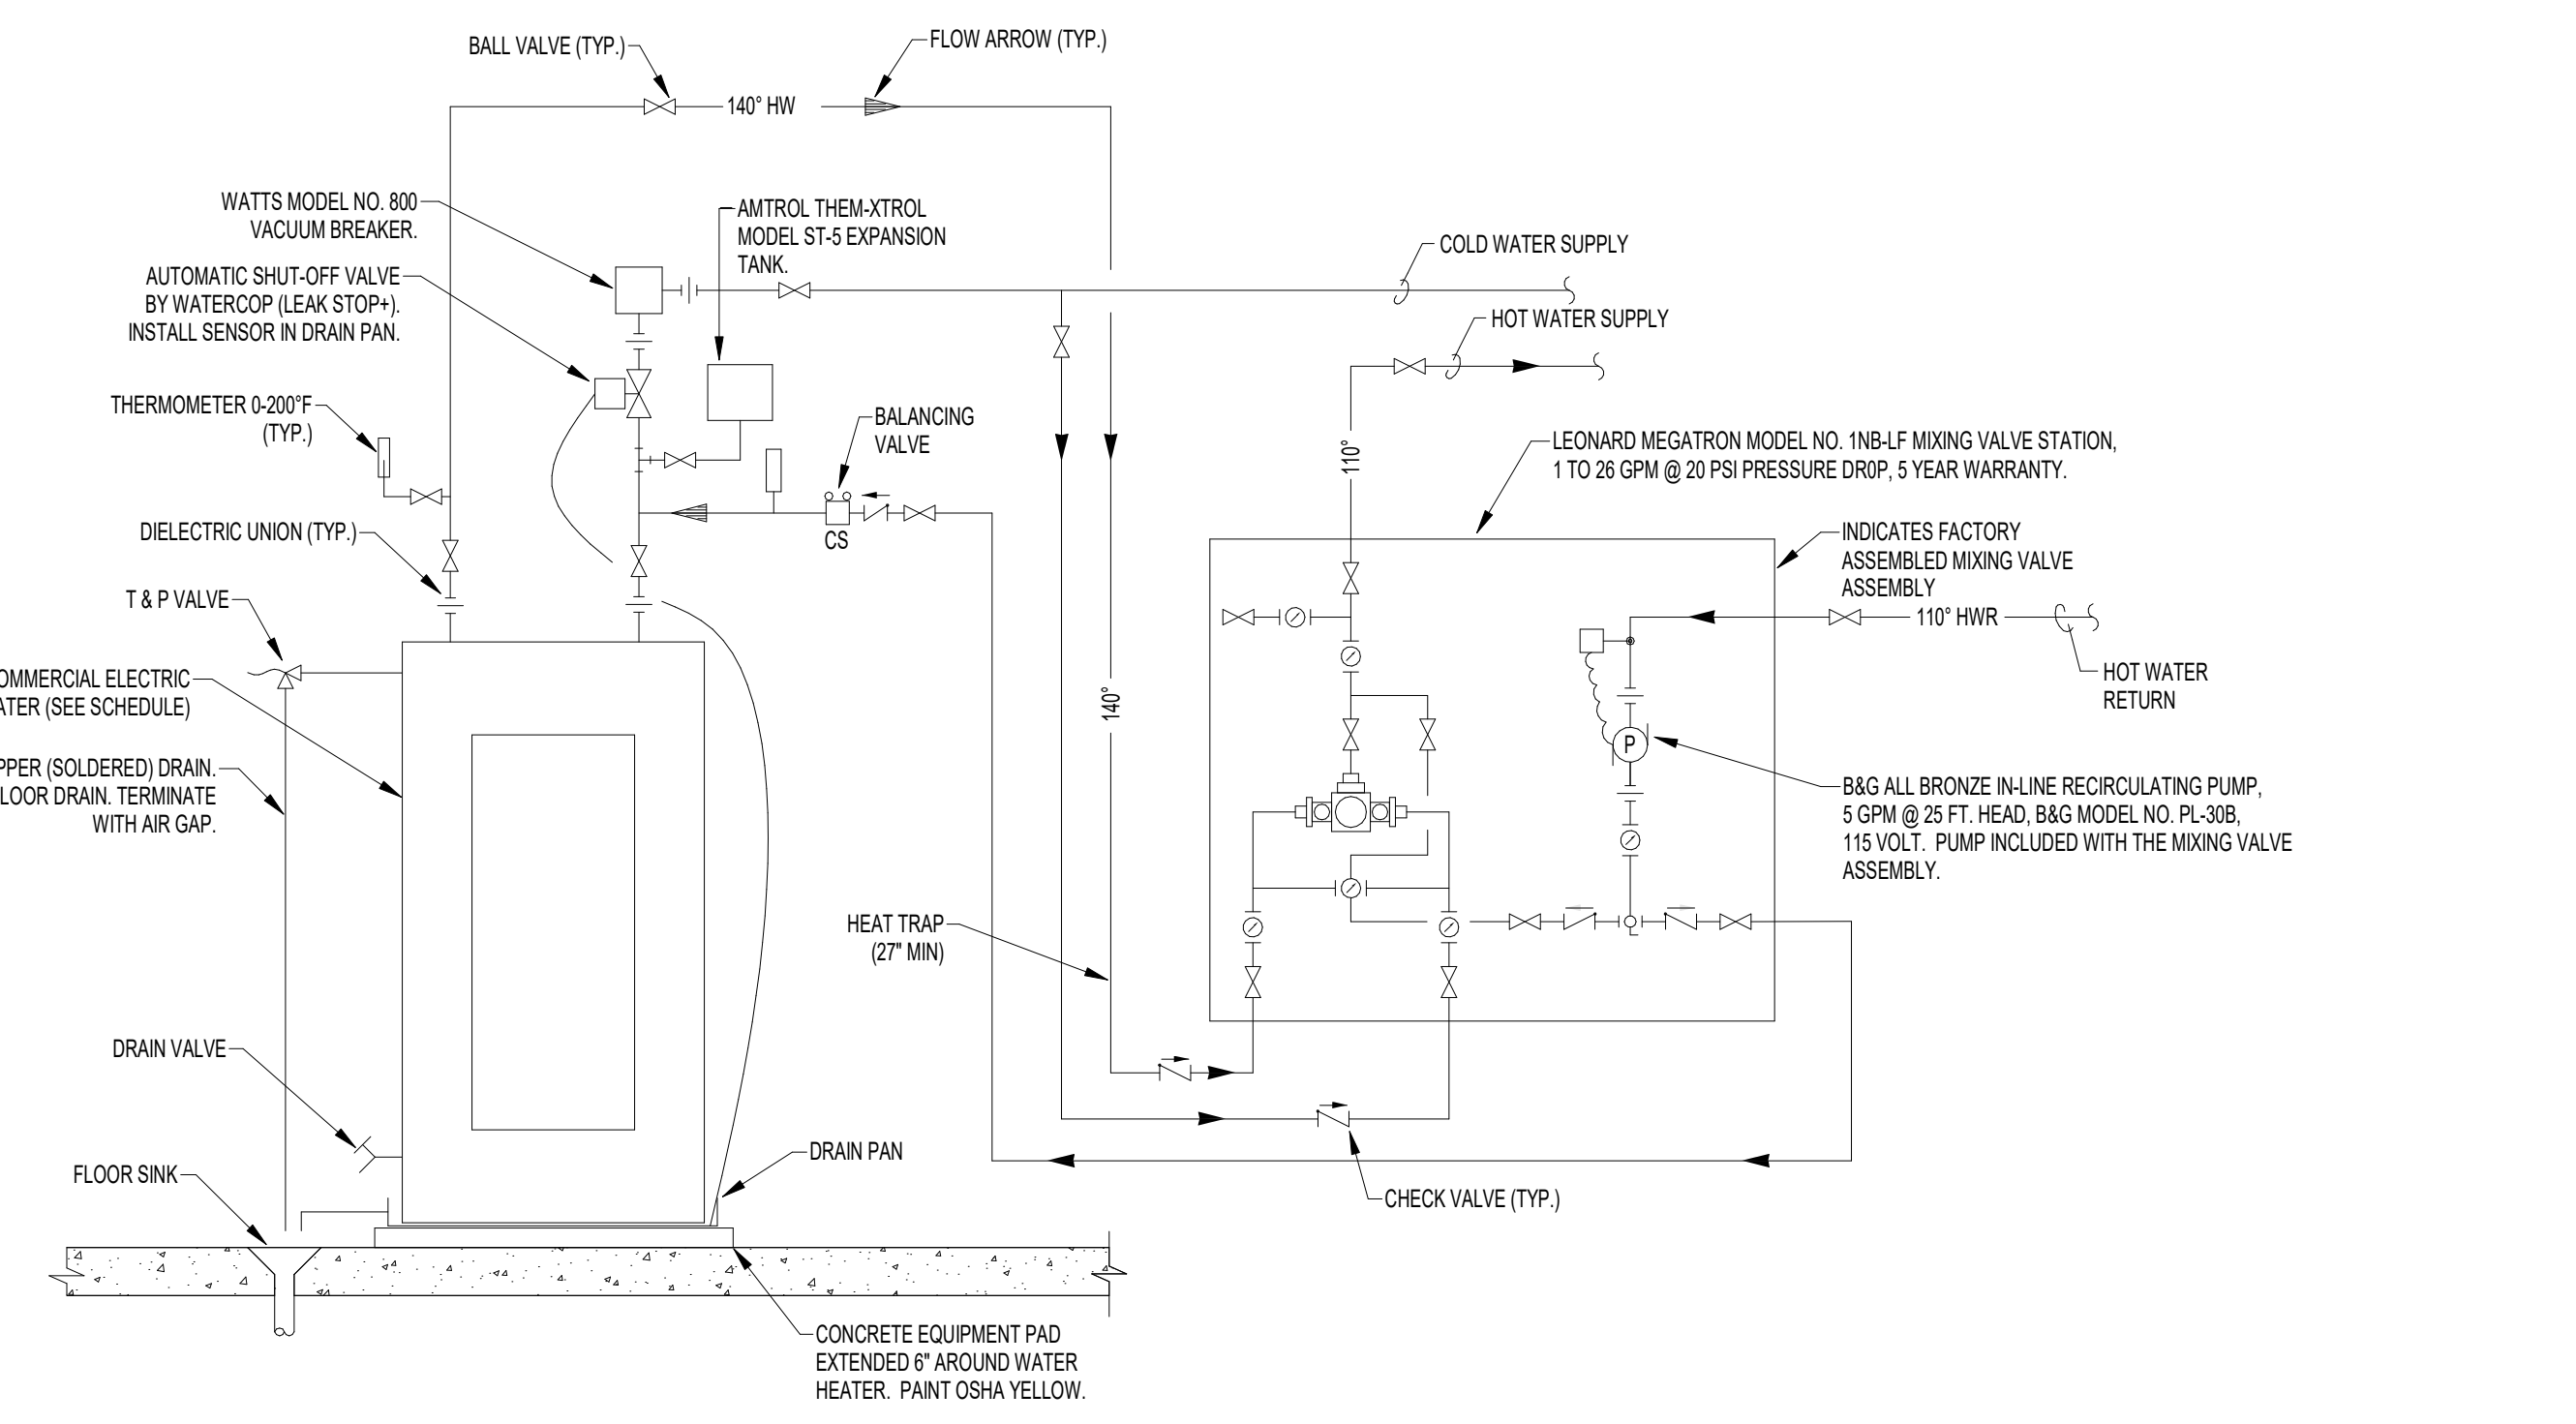 BALL VALVE (TYP.)
FLOW ARROW (TYP.)
140° HW
WATTS MODEL NO. 800
VACUUM BREAKER.
AMTROL THEM-XTROL
MODEL ST-5 EXPANSION
TANK.
COLD WATER SUPPLY
AUTOMATIC SHUT-OFF VALVE
BY WATERCOP (LEAK STOP+).
INSTALL SENSOR IN DRAIN PAN.
HOT WATER SUPPLY
THERMOMETER 0-200°F
(TYP.)
BALANCING
VALVE
110°
LEONARD MEGATRON MODEL NO. 1NB-LF MIXING VALVE STATION,
1 TO 26 GPM @ 20 PSI PRESSURE DR0P, 5 YEAR WARRANTY.
DIELECTRIC UNION (TYP.)
CS
INDICATES FACTORY
ASSEMBLED MIXING VALVE
ASSEMBLY
T & P VALVE
110° HWR
OMMERCIAL ELECTRIC
ATER (SEE SCHEDULE)
140°
HOT WATER
RETURN
P
PPER (SOLDERED) DRAIN.
LOOR DRAIN. TERMINATE
WITH AIR GAP.
B&G ALL BRONZE IN-LINE RECIRCULATING PUMP,
5 GPM @ 25 FT. HEAD, B&G MODEL NO. PL-30B,
115 VOLT. PUMP INCLUDED WITH THE MIXING VALVE
ASSEMBLY.
HEAT TRAP
(27" MIN)
DRAIN VALVE
DRAIN PAN
FLOOR SINK
CHECK VALVE (TYP.)
CONCRETE EQUIPMENT PAD
EXTENDED 6" AROUND WATER
HEATER. PAINT OSHA YELLOW.